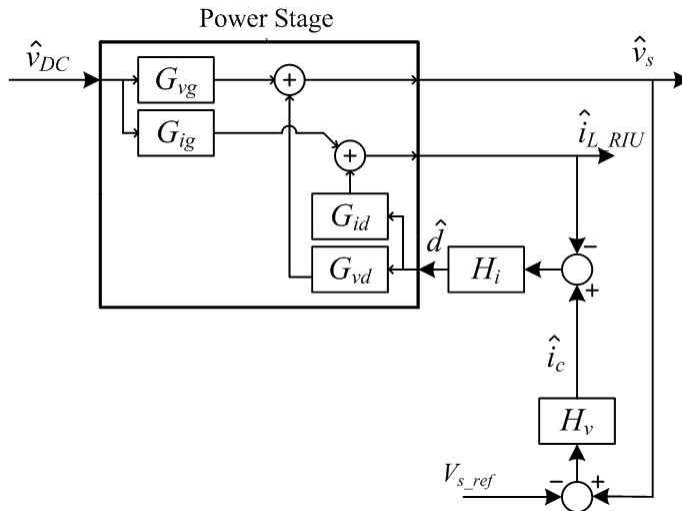 Power Stage
v̂_DC
G_vg
+
v̂_s
G_ig
î_L_RIU
+
G_id
d̂
−
G_vd
H_i
+
î_c
H_v
V_s_ref
−
+